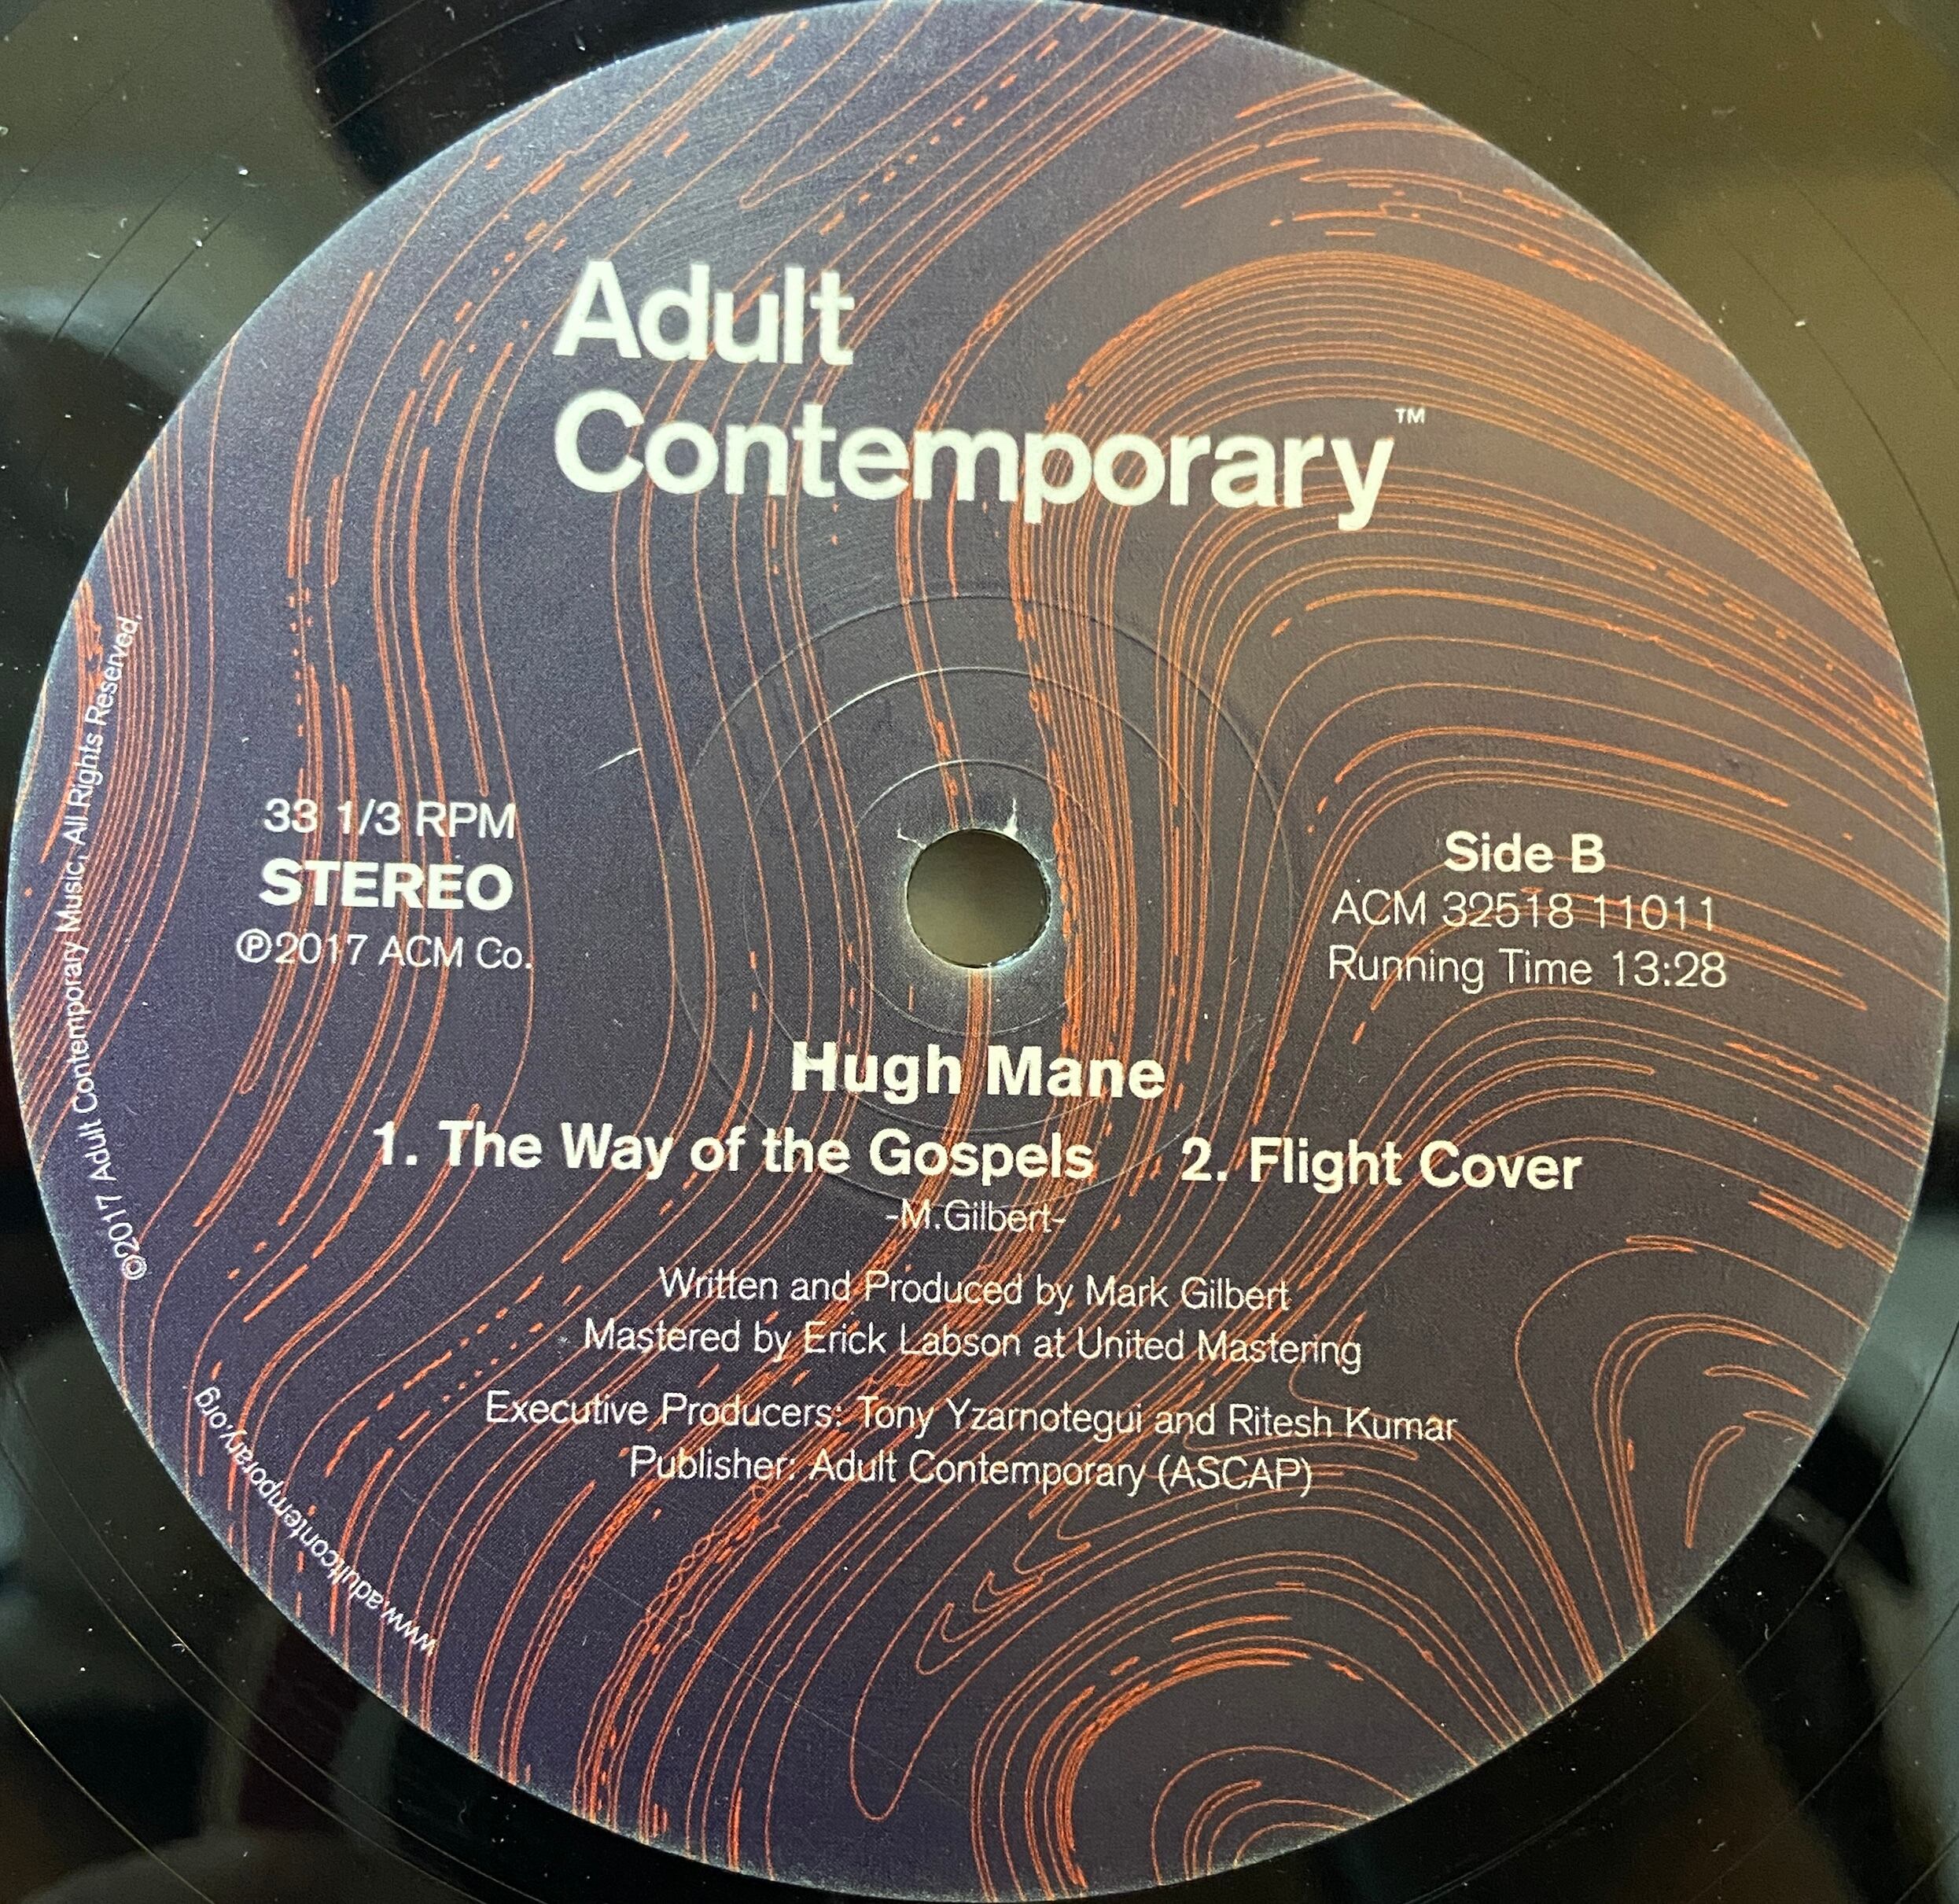 Adult
Contemporary™
33 1/3 RPM
STEREO
℗2017 ACM Co.
Side B
ACM 32518 11011
Running Time 13:28
Hugh Mane
1. The Way of the Gospels 2. Flight Cover
-M.Gilbert-
Written and Produced by Mark Gilbert
Mastered by Erick Labson at United Mastering
Executive Producers: Tony Yzarnotegui and Ritesh Kumar
Publisher: Adult Contemporary (ASCAP)
©2017 Adult Contemporary Music, All Rights Reserved.
www.adultcontemporary.org